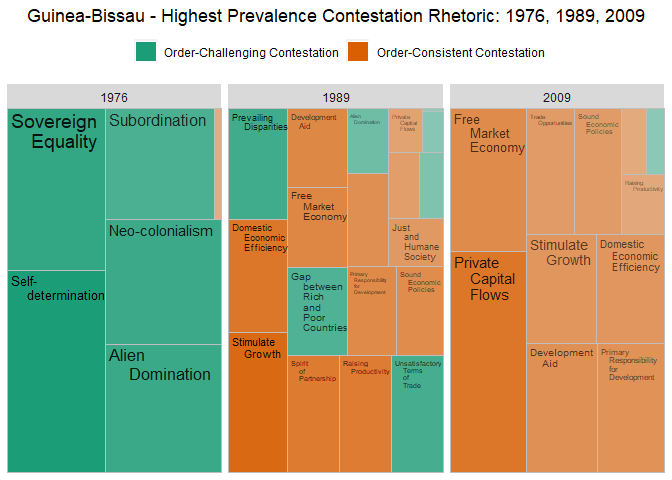 Guinea-Bissau - Highest Prevalence Contestation Rhetoric: 1976, 1989, 2009
Order-Challenging Contestation
Order-Consistent Contestation
1976
Sovereign
Equality
Self-
determination
Subordination
Neo-colonialism
Alien
Domination
1989
Prevailing
Disparities
Domestic
Economic
Efficiency
Stimulate
Growth
Development
Aid
Free
Market
Economy
Gap
between
Rich
and
Poor
Countries
Spirit
of
Partnership
Raising
Productivity
Unsatisfactory
Terms
of
Trade
Alien
Domination
Primary
Responsibility
for
Development
Private
Capital
Flows
Just
and
Humane
Society
Sound
Economic
Policies
2009
Free
Market
Economy
Private
Capital
Flows
Trade
Opportunities
Sound
Economic
Policies
Raising
Productivity
Stimulate
Growth
Domestic
Economic
Efficiency
Development
Aid
Primary
Responsibility
for
Development